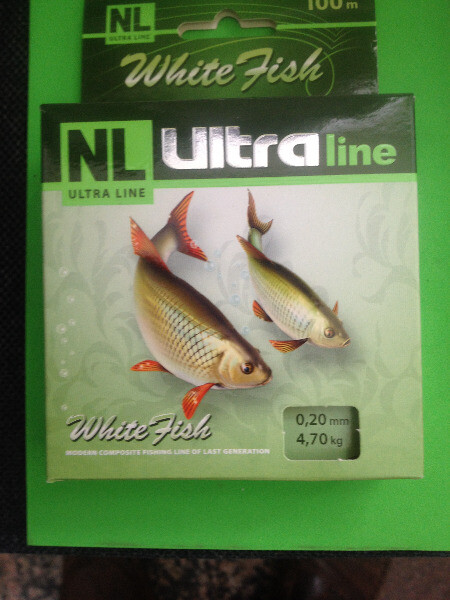 NL
100 m
ULTRA LINE
White Fish
NL Ultra line
ULTRA LINE
0,20 mm
4,70 kg
White Fish
MODERN COMPOSITE FISHING LINE OF LAST GENERATION